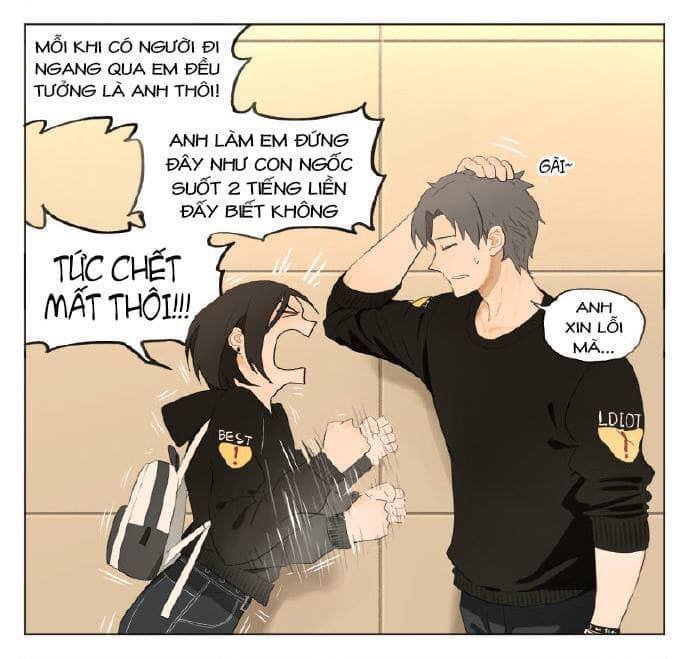 MỖI KHI CÓ NGƯỜI ĐI
NGANG QUA EM ĐỀU
TƯỞNG LÀ ANH THÔI!
ANH LÀM EM ĐỨNG
ĐÂY NHƯ CON NGỐC
SUỐT 2 TIẾNG LIỀN
ĐẤY BIẾT KHÔNG
TỨC CHẾT
MẤT THÔI!!!
GÃI~
ANH
XIN LỖI
MÀ...
BEST
!
LDIOT
!